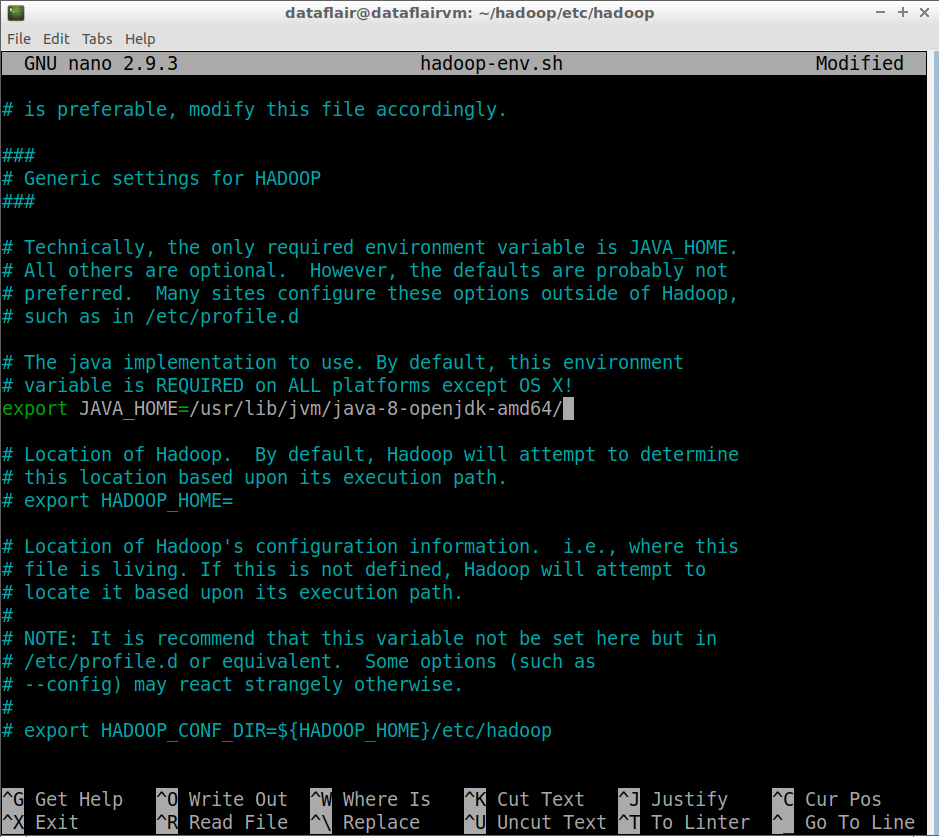 dataflair@dataflairvm: ~/hadoop/etc/hadoop
File Edit Tabs Help
GNU nano 2.9.3 hadoop-env.sh Modified
# is preferable, modify this file accordingly.
###
# Generic settings for HADOOP
###
# Technically, the only required environment variable is JAVA_HOME.
# All others are optional.  However, the defaults are probably not
# preferred.  Many sites configure these options outside of Hadoop,
# such as in /etc/profile.d
# The java implementation to use. By default, this environment
# variable is REQUIRED on ALL platforms except OS X!
export JAVA_HOME=/usr/lib/jvm/java-8-openjdk-amd64/
# Location of Hadoop.  By default, Hadoop will attempt to determine
# this location based upon its execution path.
# export HADOOP_HOME=
# Location of Hadoop's configuration information.  i.e., where this
# file is living. If this is not defined, Hadoop will attempt to
# locate it based upon its execution path.
#
# NOTE: It is recommend that this variable not be set here but in
# /etc/profile.d or equivalent.  Some options (such as
# --config) may react strangely otherwise.
#
# export HADOOP_CONF_DIR=${HADOOP_HOME}/etc/hadoop
^G Get Help ^O Write Out ^W Where Is ^K Cut Text ^J Justify ^C Cur Pos
^X Exit ^R Read File ^\ Replace ^U Uncut Text ^T To Linter ^_ Go To Line